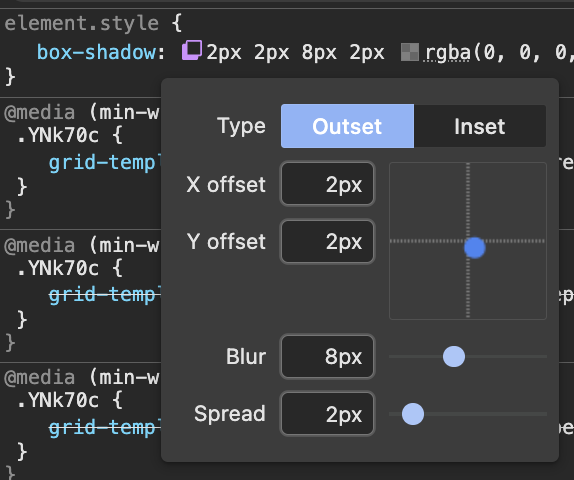 element.style {
box-shadow: 2px 2px 8px 2px rgba(0, 0, 0,
}
@media (min-w
Type Outset Inset
.YNk70c {
grid-templ
X offset 2px
}
}
Y offset 2px
@media (min-w
.YNk70c {
grid-templ
}
}
Blur 8px
@media (min-w
.YNk70c {
Spread 2px
grid-templ
}
}